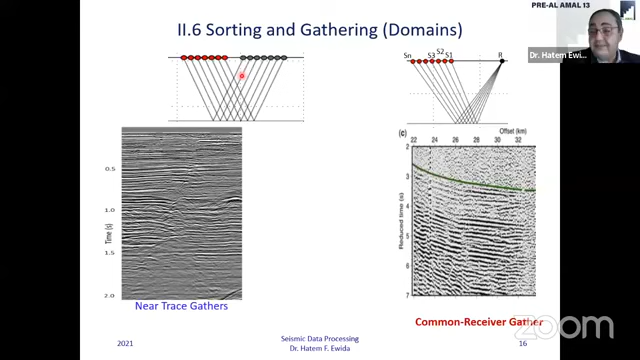 PRE-AL AMAL 13
II.6 Sorting and Gathering (Domains)
Dr. Hatem Ewi...
Sn S3 S2 S1 R
(c) Offset (km)
22 24 26 28 30 32
2
3
4
5
6
7
Reduced time (s)
0.5
1.0
1.5
2.0
Time (s)
Near Trace Gathers
Common-Receiver Gather
zoom
2021
Seismic Data Processing
Dr. Hatem F. Ewida
16